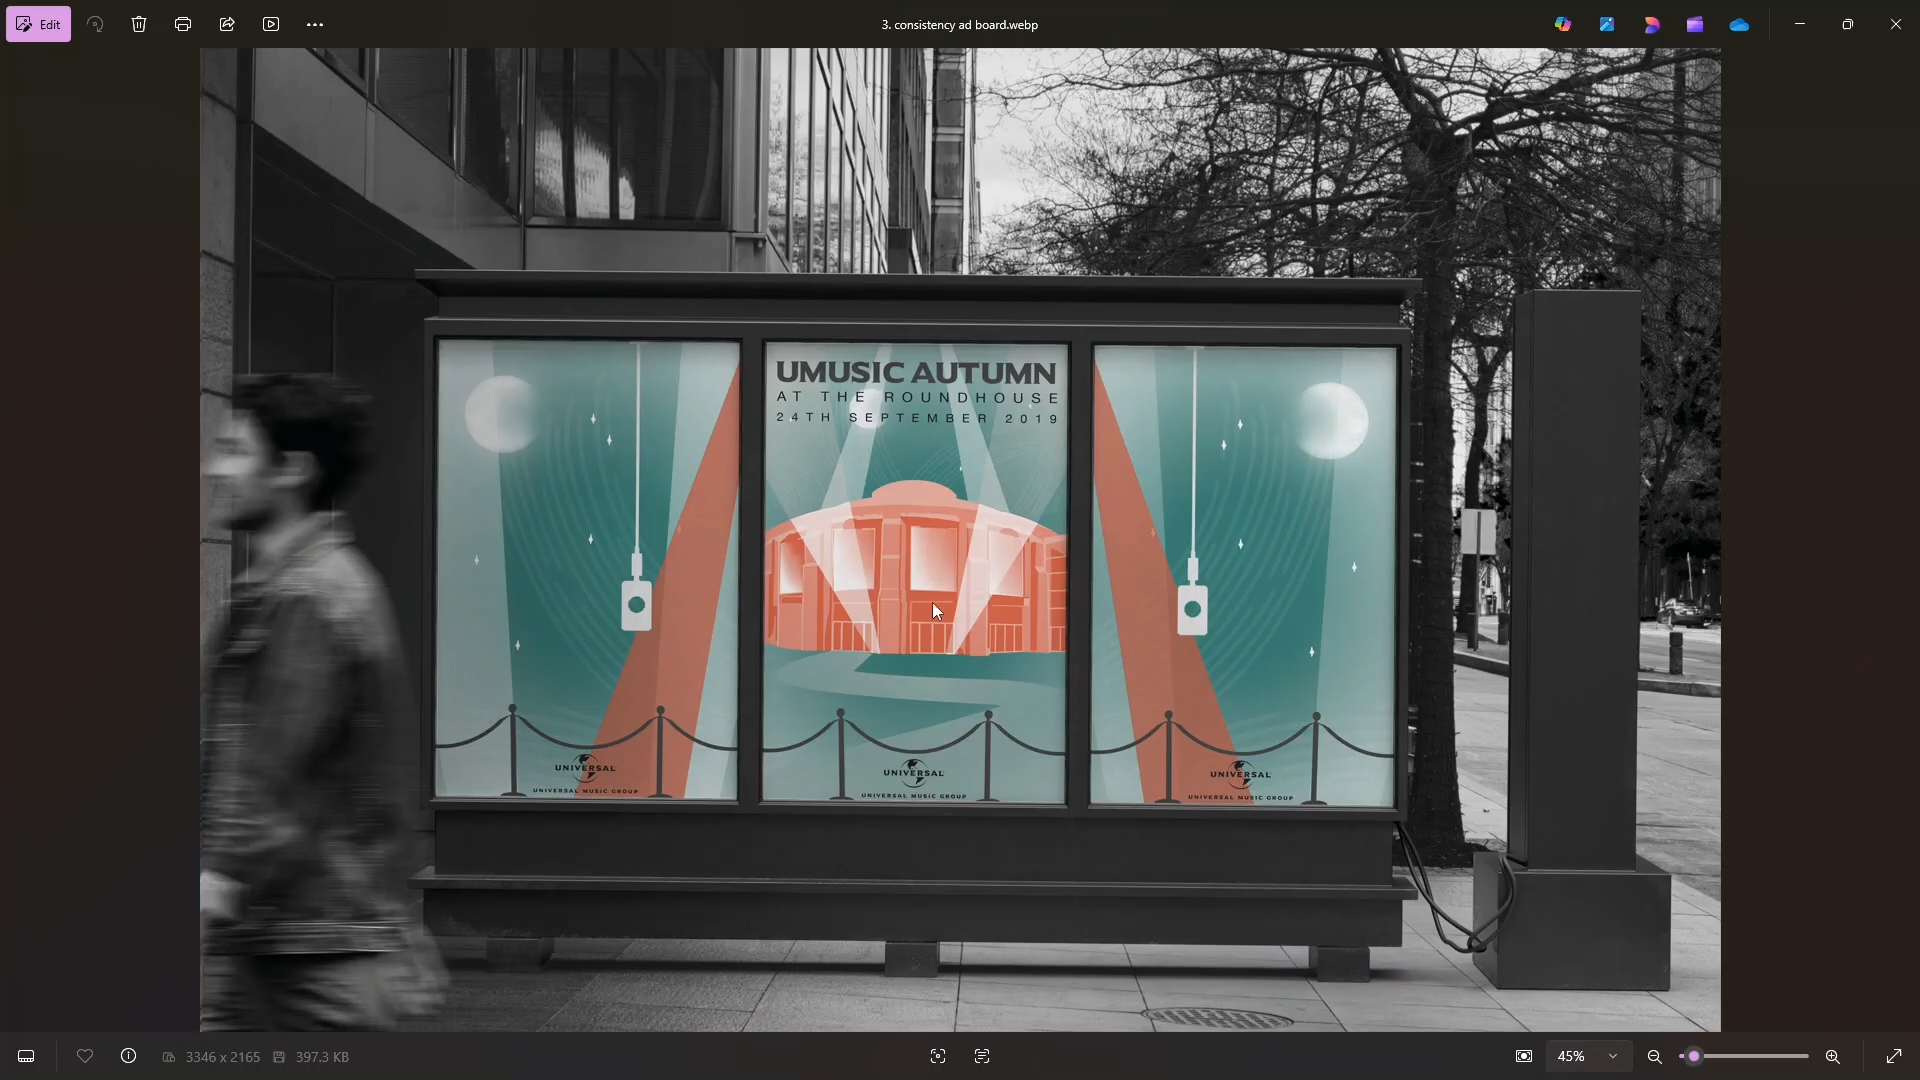 Edit
3. consistency ad board.webp
UMUSIC AUTUMN
AT THE ROUNDHOUSE
24TH SEPTEMBER 2019
UNIVERSAL
UNIVERSAL MUSIC GROUP
UNIVERSAL
UNIVERSAL MUSIC GROUP
UNIVERSAL
UNIVERSAL MUSIC GROUP
3346 x 2165
397.3 KB
45%